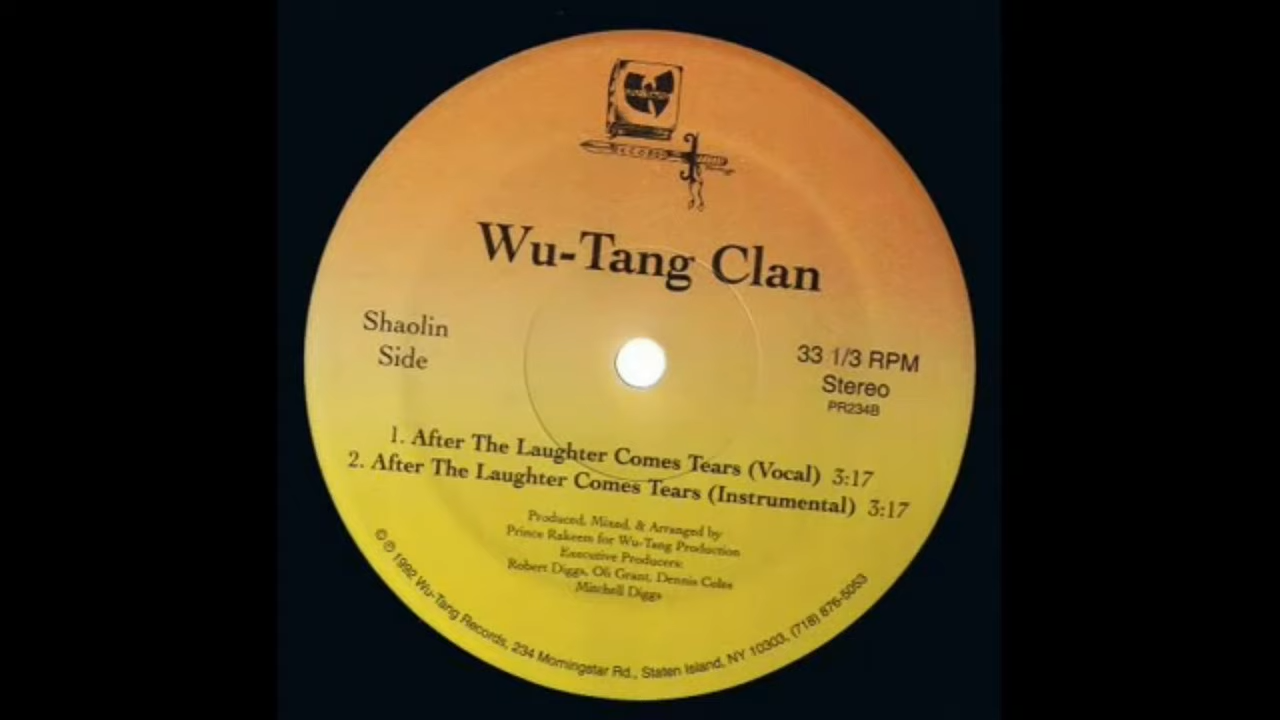 RECORDS
Wu-Tang Clan
Shaolin
Side
33 1/3 RPM
Stereo
PR234B
1. After The Laughter Comes Tears (Vocal) 3:17
2. After The Laughter Comes Tears (Instrumental) 3:17
Produced, Mixed, & Arranged by
Prince Rakeem for Wu-Tang Production
Executive Producers:
Robert Diggs, Oli Grant, Dennis Coles
Mitchell Diggs
© ℗ 1992 Wu-Tang Records, 234 Morningstar Rd., Staten Island, NY 10303, (718) 876-5053